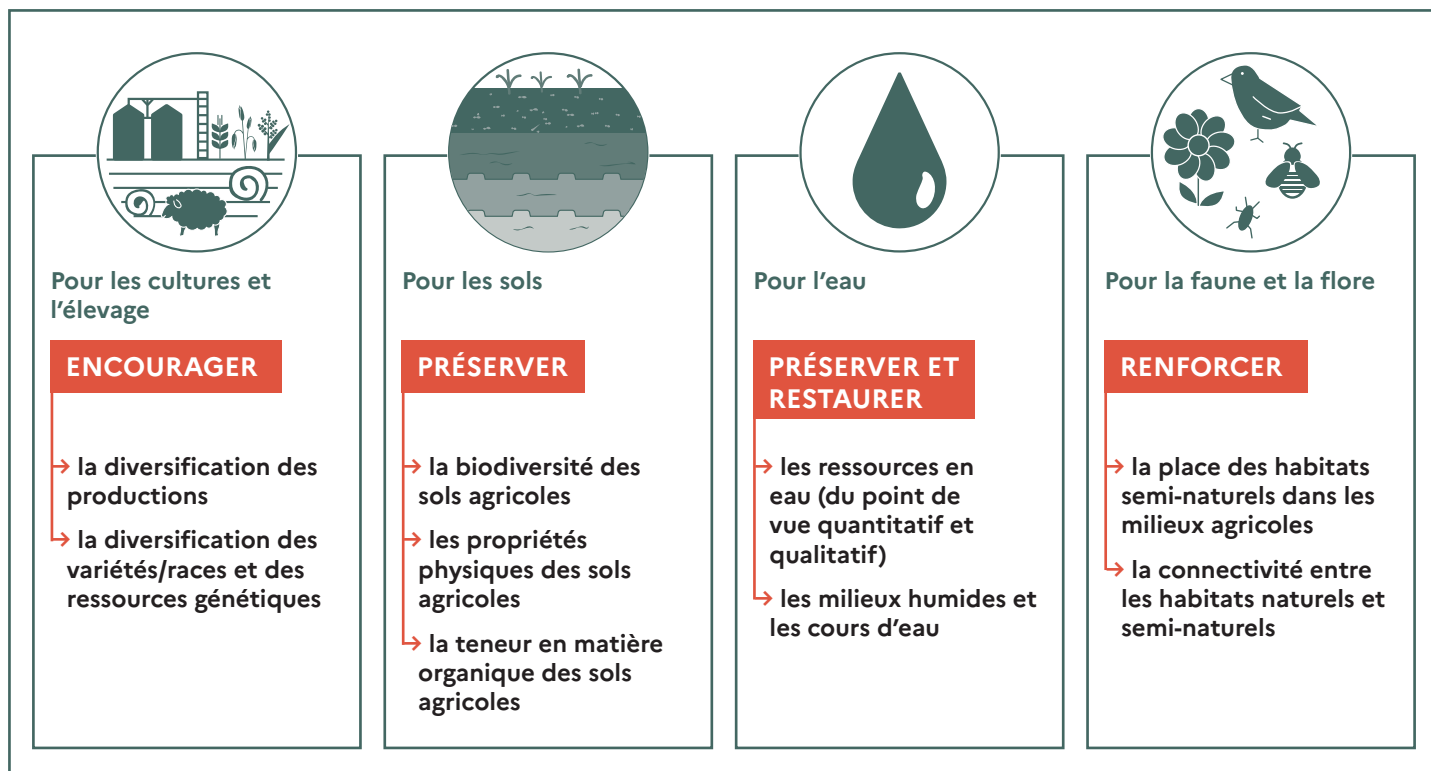 Pour les cultures et
l'élevage
ENCOURAGER
→ la diversification des
productions
→ la diversification des
variétés/races et des
ressources génétiques
Pour les sols
PRÉSERVER
→ la biodiversité des
sols agricoles
→ les propriétés
physiques des sols
agricoles
→ la teneur en matière
organique des sols
agricoles
Pour l'eau
PRÉSERVER ET
RESTAURER
→ les ressources en
eau (du point de
vue quantitatif et
qualitatif)
→ les milieux humides et
les cours d'eau
Pour la faune et la flore
RENFORCER
→ la place des habitats
semi-naturels dans les
milieux agricoles
→ la connectivité entre
les habitats naturels et
semi-naturels